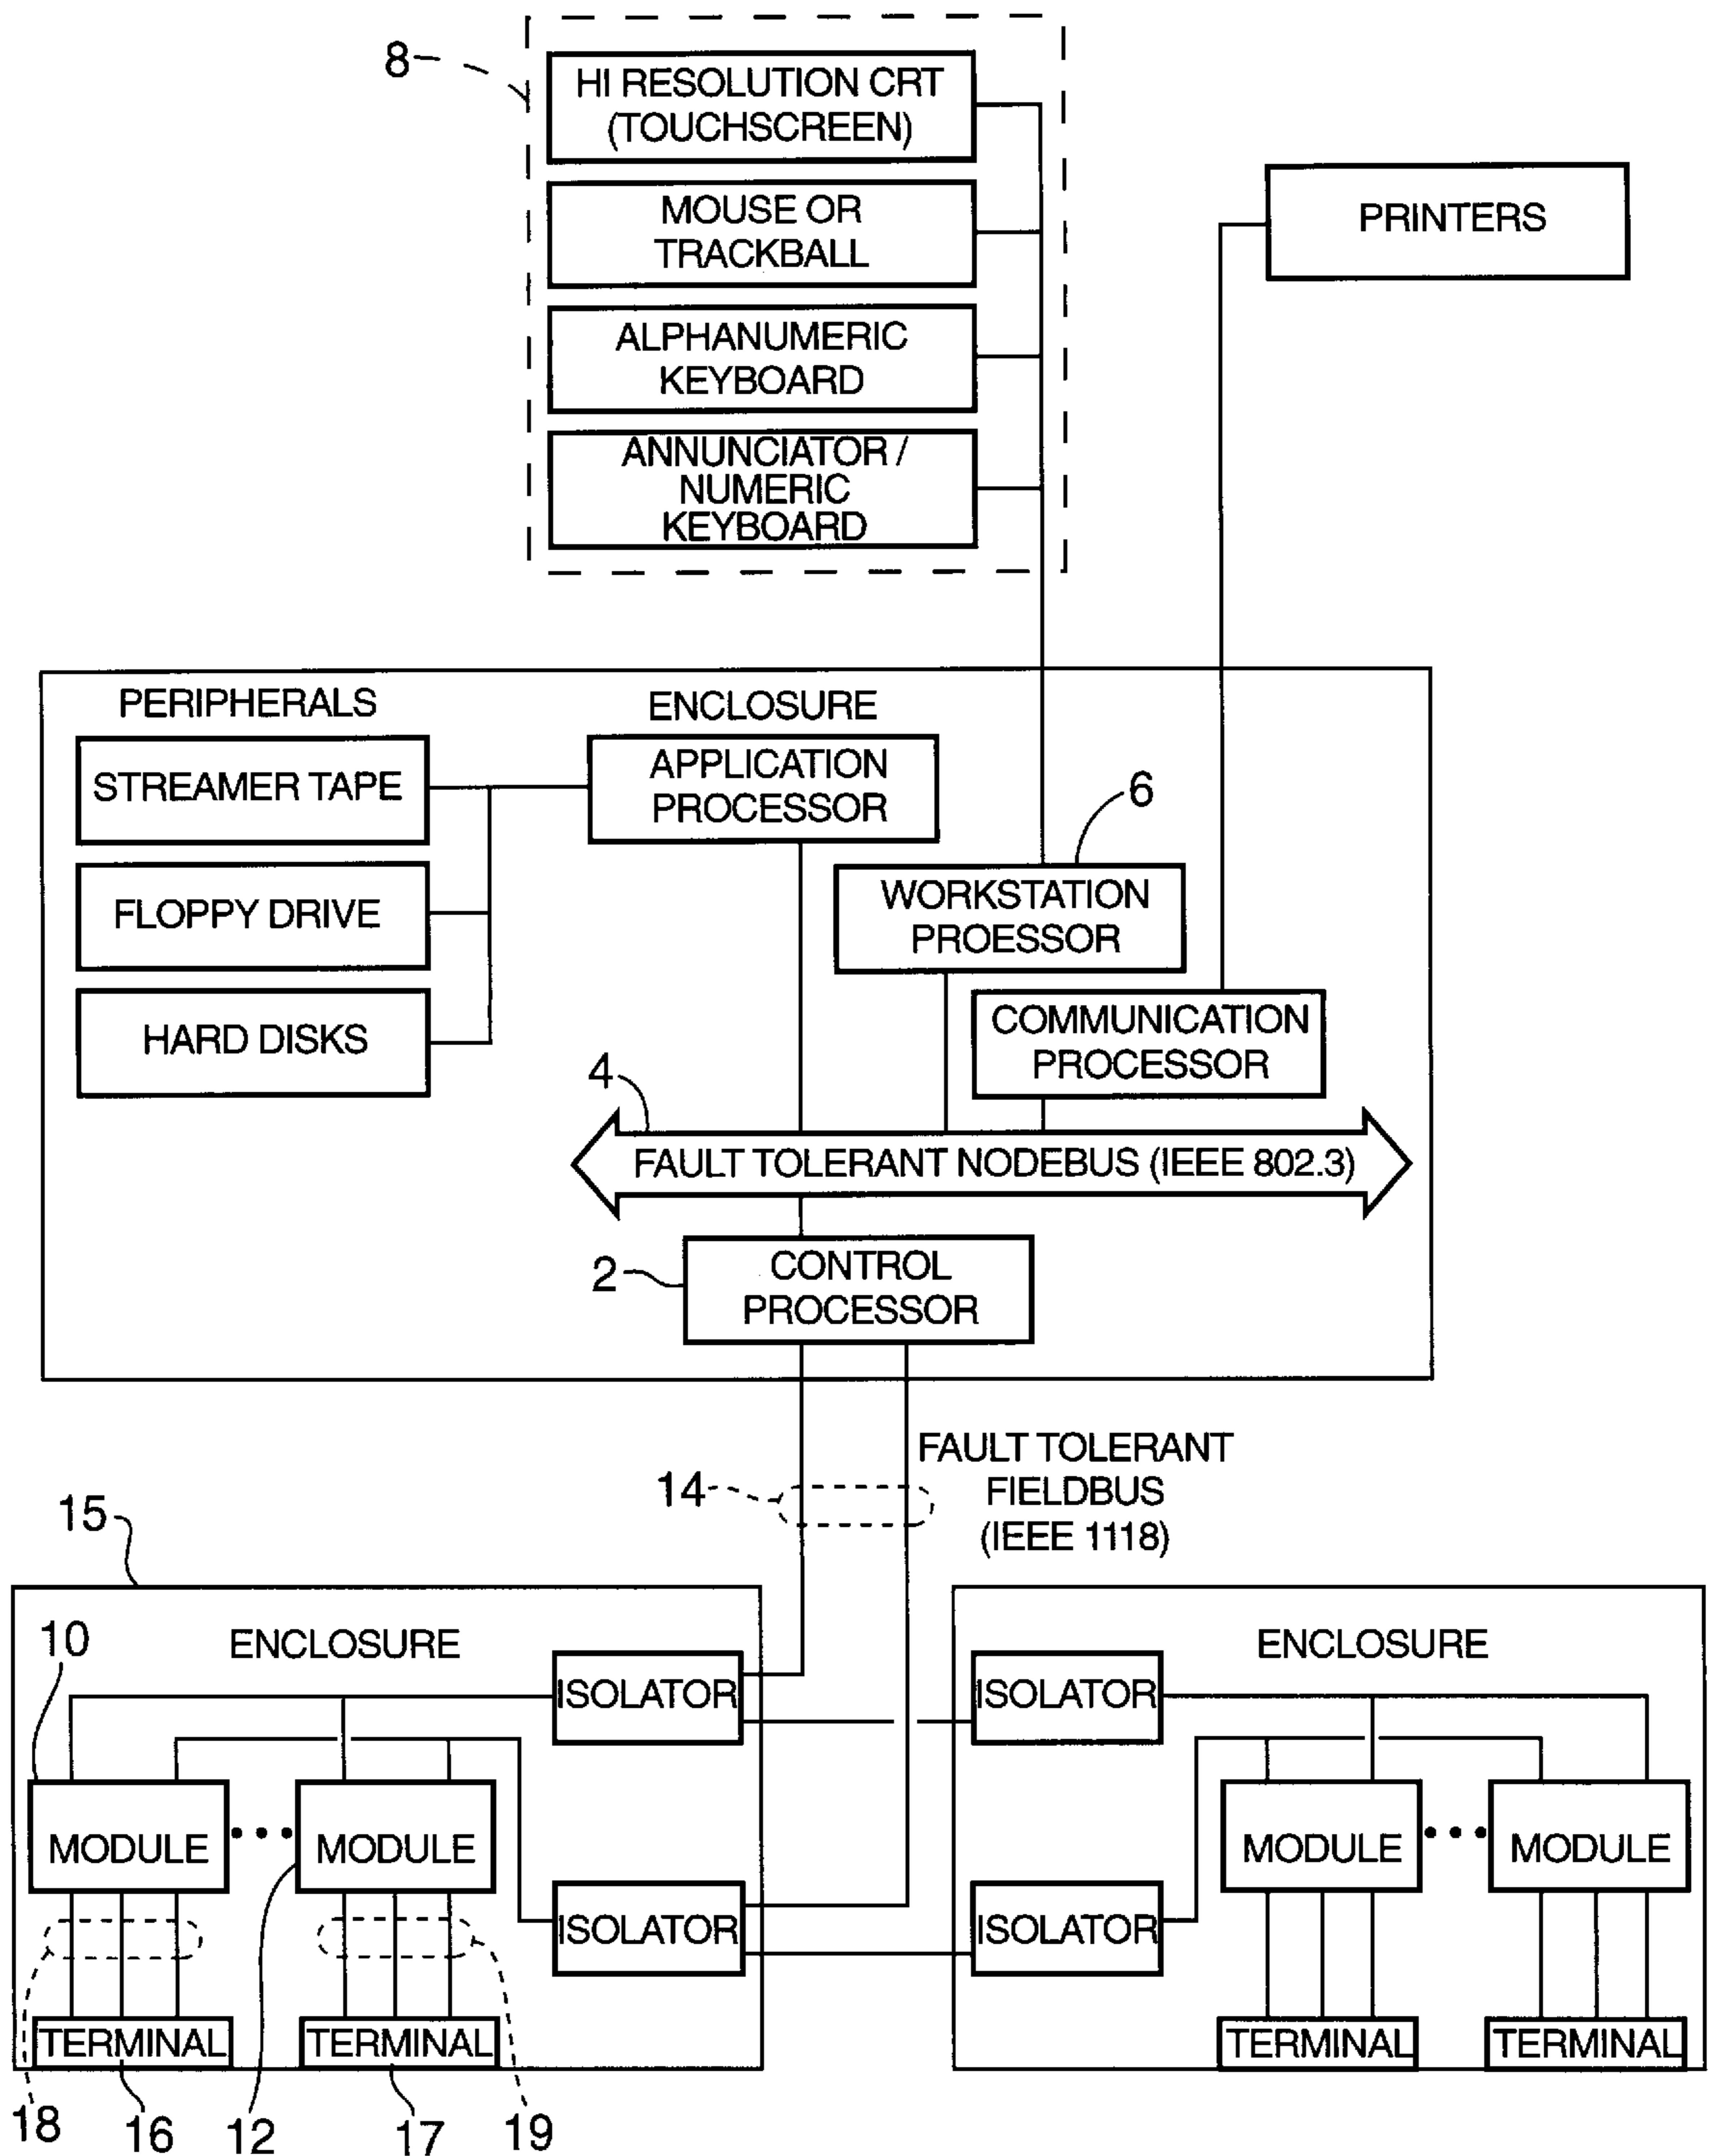 8
HI RESOLUTION CRT
(TOUCHSCREEN)
MOUSE OR
TRACKBALL
ALPHANUMERIC
KEYBOARD
ANNUNCIATOR /
NUMERIC
KEYBOARD
PRINTERS
PERIPHERALS
ENCLOSURE
STREAMER TAPE
FLOPPY DRIVE
HARD DISKS
APPLICATION
PROCESSOR
6
WORKSTATION
PROESSOR
COMMUNICATION
PROCESSOR
4
FAULT TOLERANT NODEBUS (IEEE 802.3)
2
CONTROL
PROCESSOR
14
FAULT TOLERANT
FIELDBUS
(IEEE 1118)
15
10
ENCLOSURE
ISOLATOR
MODULE
MODULE
ISOLATOR
TERMINAL
TERMINAL
18
16
12
17
19
ENCLOSURE
ISOLATOR
MODULE
MODULE
ISOLATOR
TERMINAL
TERMINAL